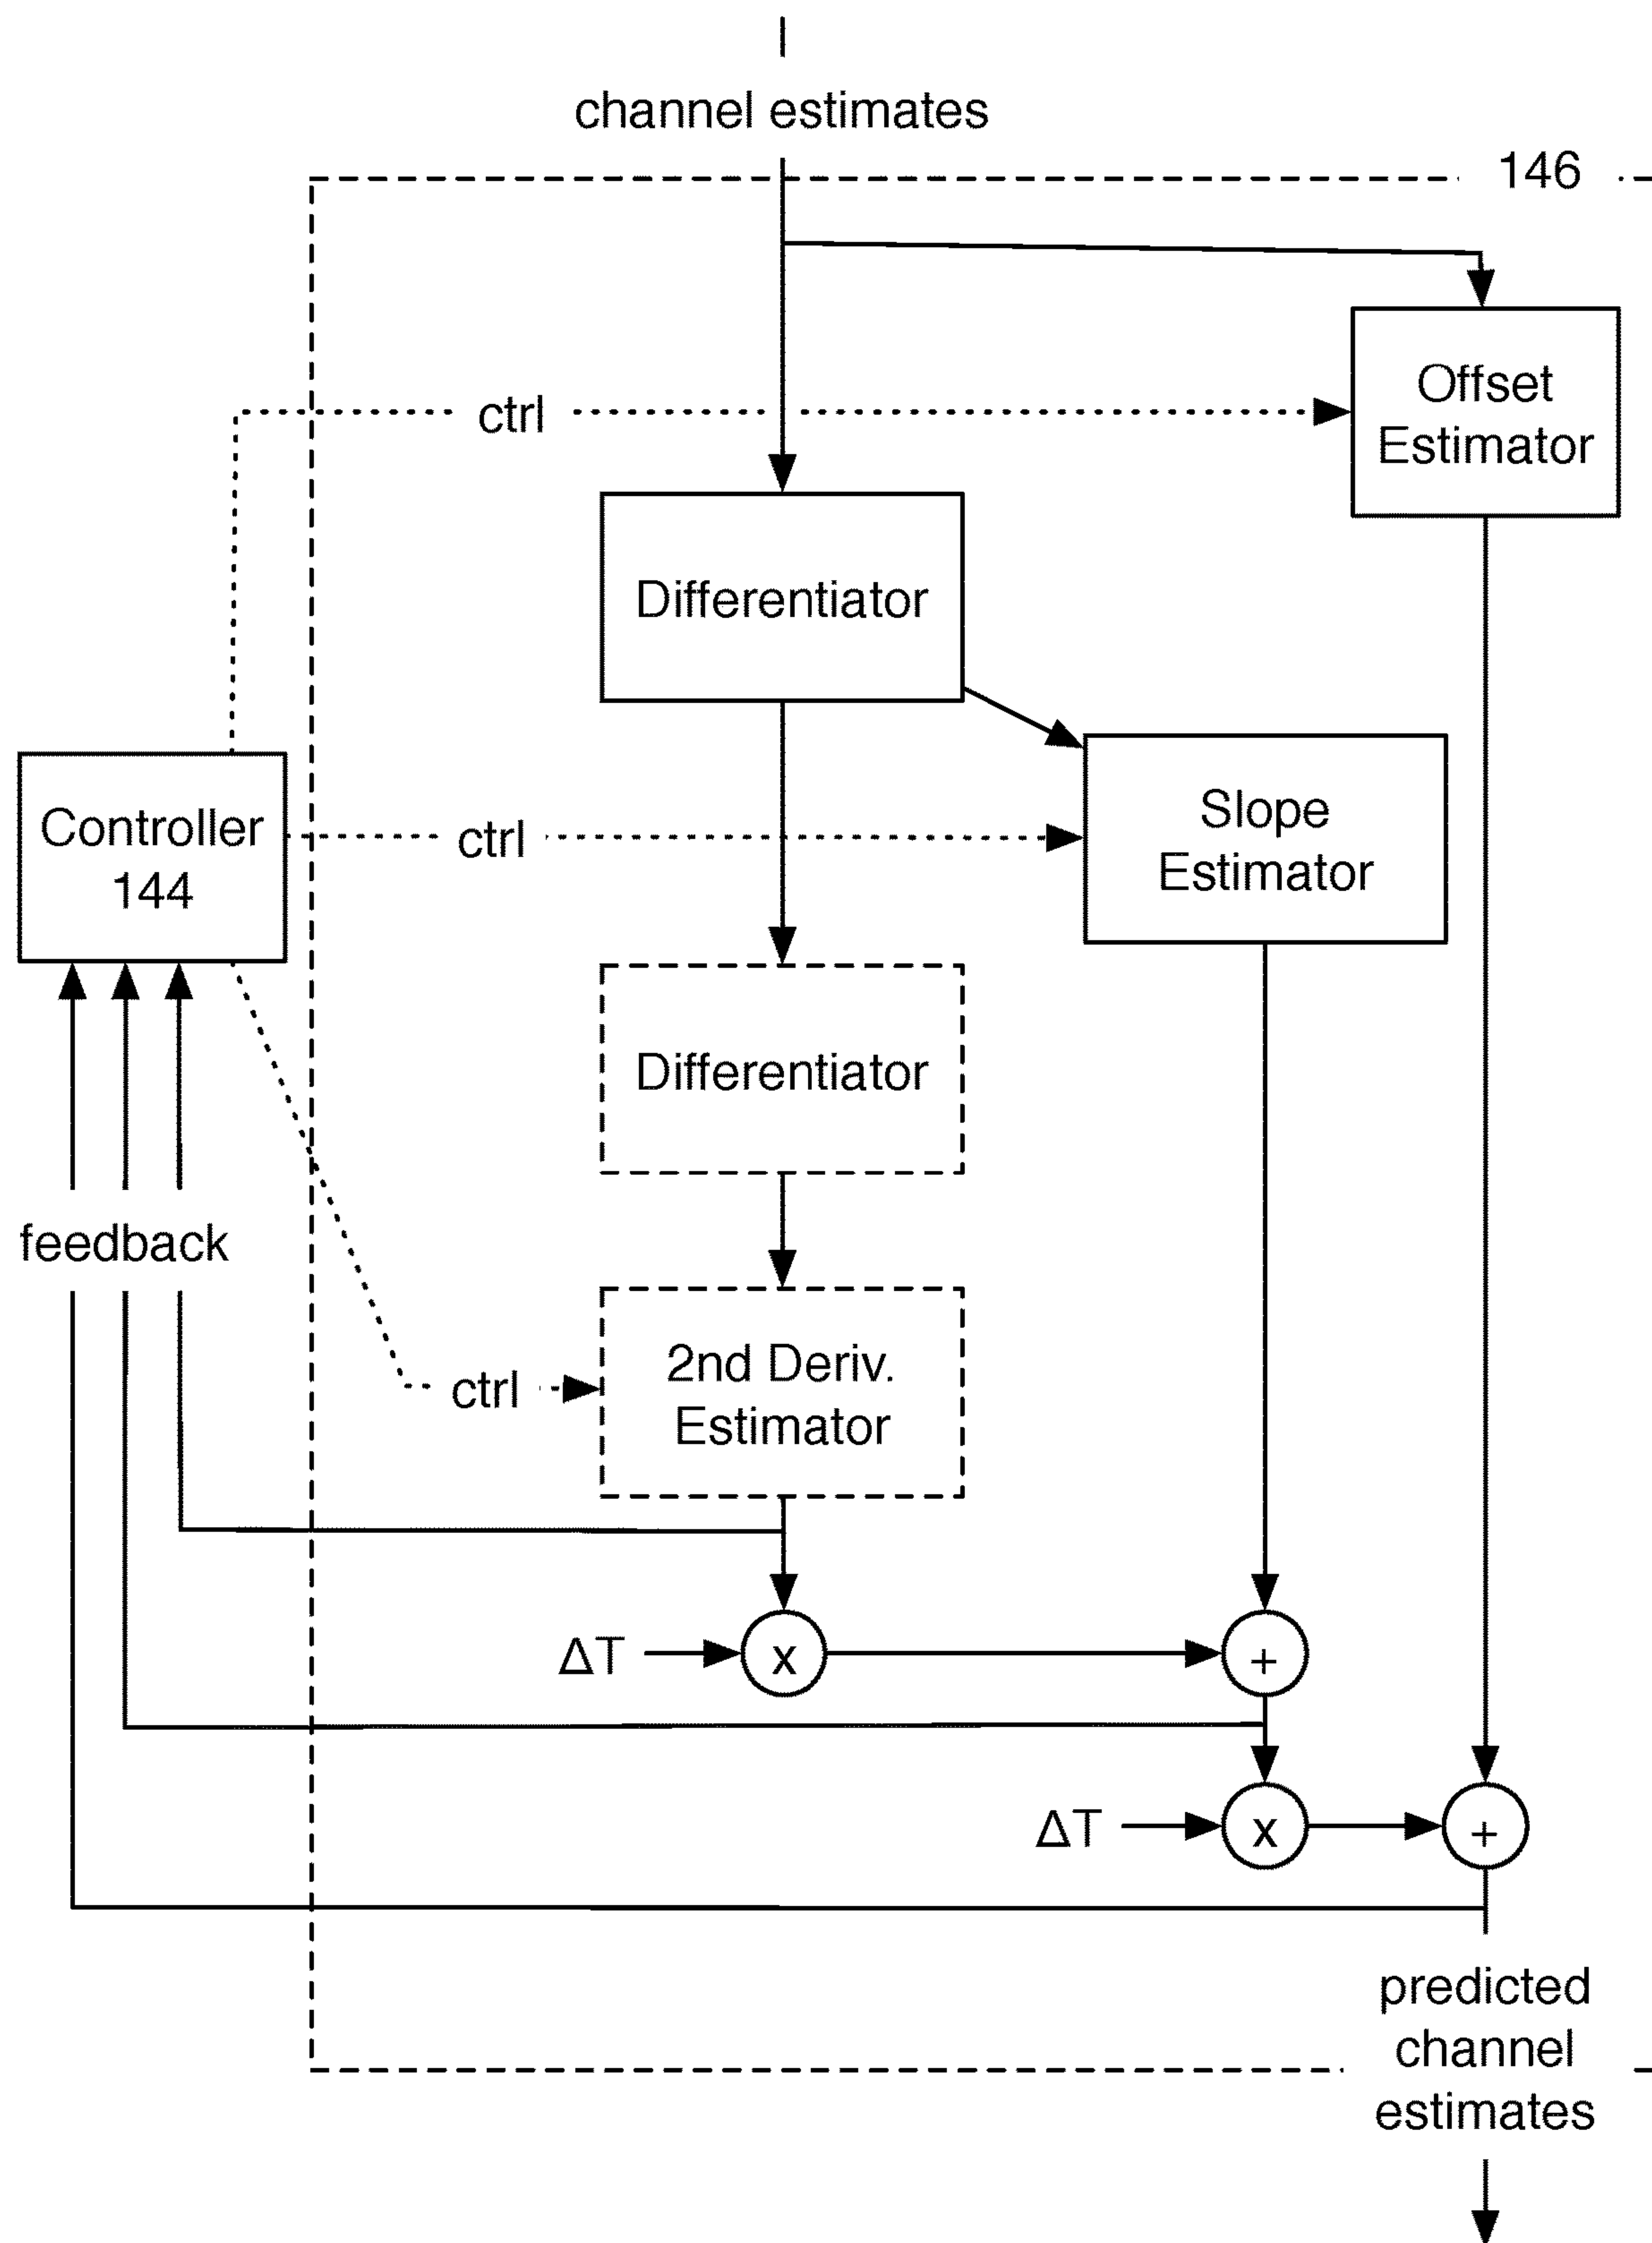 channel estimates
146
Offset
Estimator
ctrl
Differentiator
Slope
Estimator
Controller
144
ctrl
Differentiator
feedback
2nd Deriv.
Estimator
ctrl
ΔT
x
+
ΔT
x
+
predicted
channel
estimates